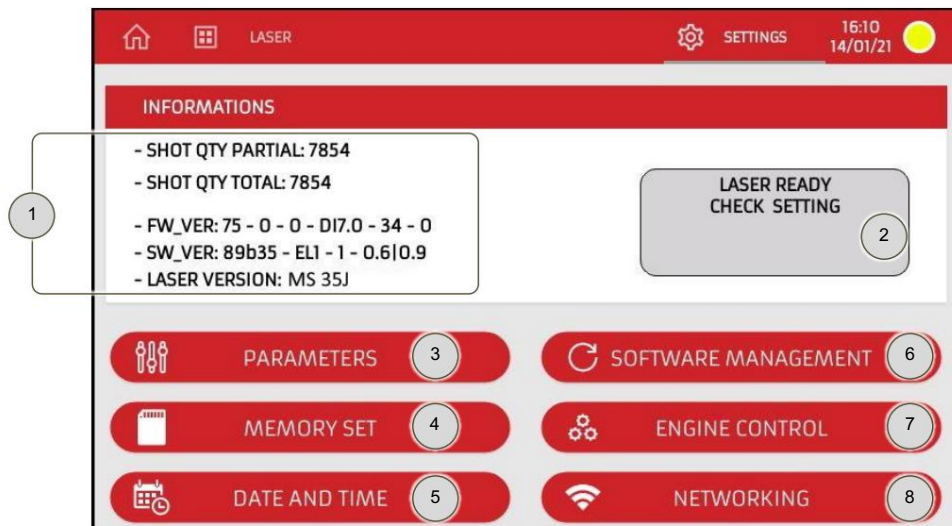 LASER
SETTINGS
16:10
14/01/21
INFORMATIONS
- SHOT QTY PARTIAL: 7854
- SHOT QTY TOTAL: 7854
- FW_VER: 75 - 0 - 0 - DI7.0 - 34 - 0
- SW_VER: 89b35 - EL1 - 1 - 0.6|0.9
- LASER VERSION: MS 35J
1
LASER READY
CHECK SETTING
2
PARAMETERS 3
SOFTWARE MANAGEMENT 6
MEMORY SET 4
ENGINE CONTROL 7
DATE AND TIME 5
NETWORKING 8